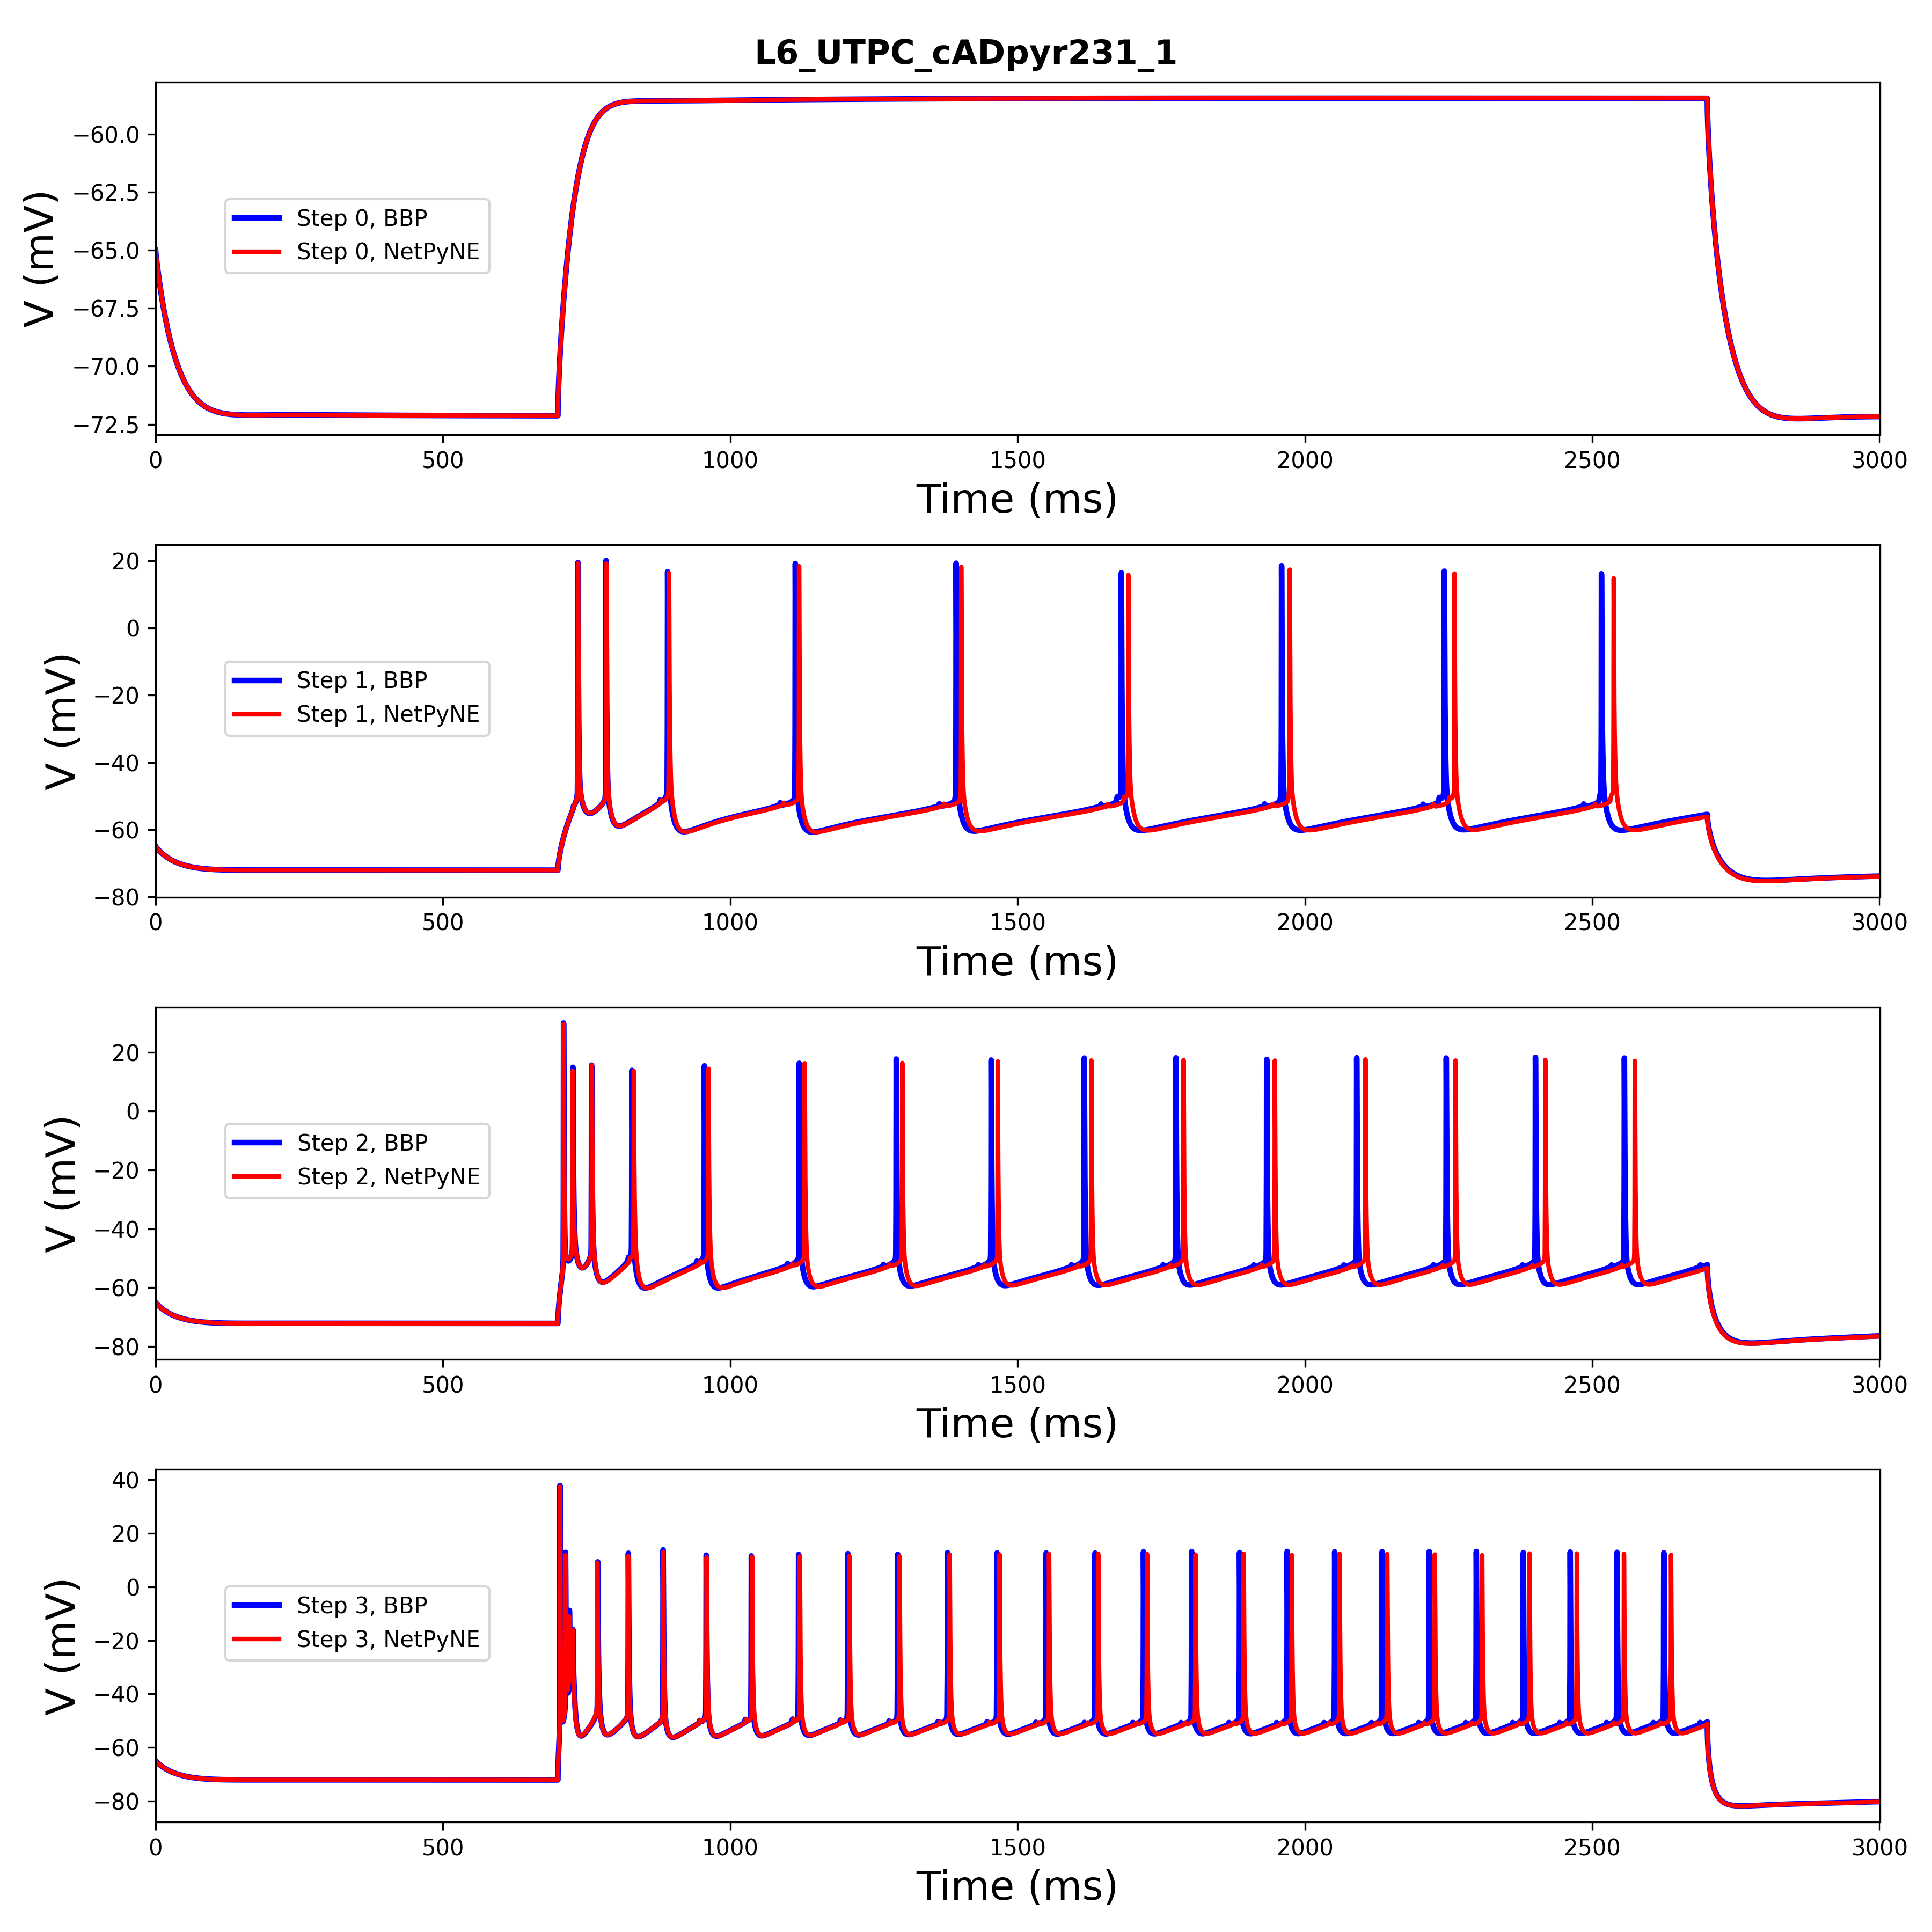 L6_UTPC_cADpyr231_1
−60.0
−62.5
−65.0
−67.5
−70.0
−72.5
V (mV)
Step 0, BBP
Step 0, NetPyNE
0 500 1000 1500 2000 2500 3000
Time (ms)
20
0
−20
−40
−60
−80
V (mV)
Step 1, BBP
Step 1, NetPyNE
0 500 1000 1500 2000 2500 3000
Time (ms)
20
0
−20
−40
−60
−80
V (mV)
Step 2, BBP
Step 2, NetPyNE
0 500 1000 1500 2000 2500 3000
Time (ms)
40
20
0
−20
−40
−60
−80
V (mV)
Step 3, BBP
Step 3, NetPyNE
0 500 1000 1500 2000 2500 3000
Time (ms)